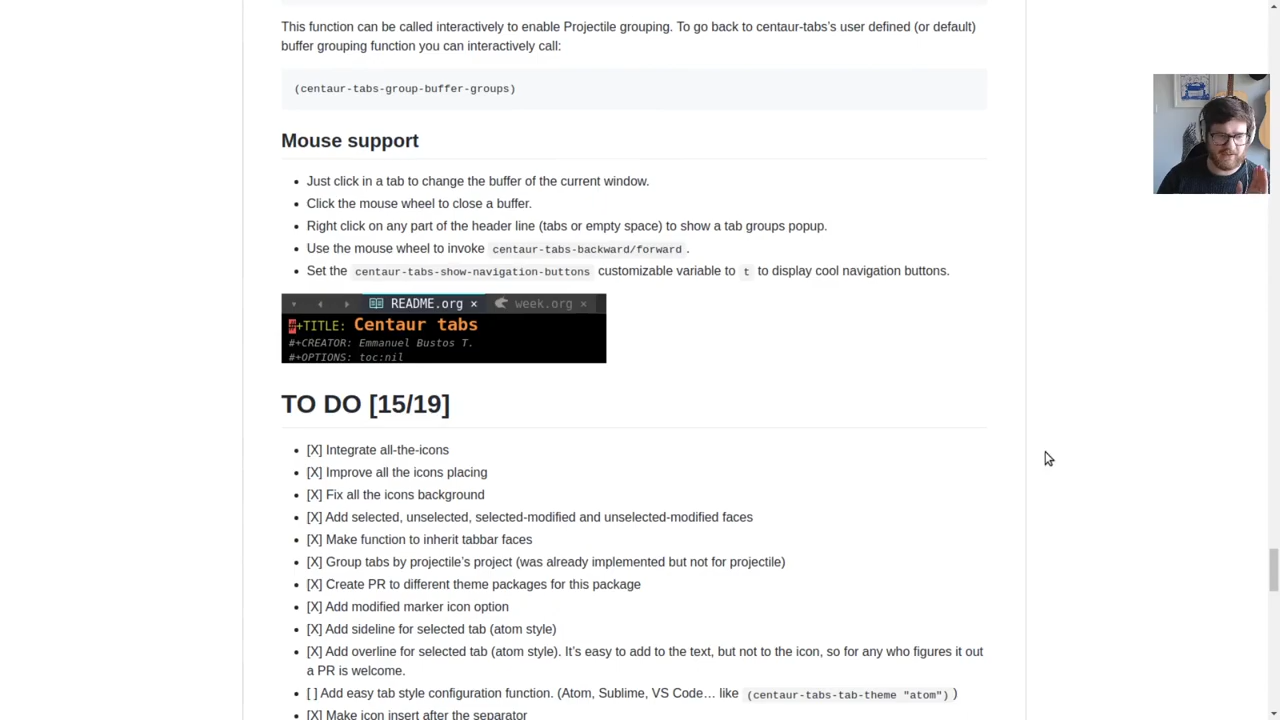 This function can be called interactively to enable Projectile grouping. To go back to centaur-tabs’s user defined (or default)
buffer grouping function you can interactively call:
(centaur-tabs-group-buffer-groups)
Mouse support
• Just click in a tab to change the buffer of the current window.
• Click the mouse wheel to close a buffer.
• Right click on any part of the header line (tabs or empty space) to show a tab groups popup.
• Use the mouse wheel to invoke centaur-tabs-backward/forward .
• Set the centaur-tabs-show-navigation-buttons customizable variable to t to display cool navigation buttons.
README.org × week.org ×
#+TITLE: Centaur tabs
#+CREATOR: Emmanuel Bustos T.
#+OPTIONS: toc:nil
TO DO [15/19]
• [X] Integrate all-the-icons
• [X] Improve all the icons placing
• [X] Fix all the icons background
• [X] Add selected, unselected, selected-modified and unselected-modified faces
• [X] Make function to inherit tabbar faces
• [X] Group tabs by projectile’s project (was already implemented but not for projectile)
• [X] Create PR to different theme packages for this package
• [X] Add modified marker icon option
• [X] Add sideline for selected tab (atom style)
• [X] Add overline for selected tab (atom style). It’s easy to add to the text, but not to the icon, so for any who figures it out
a PR is welcome.
• [ ] Add easy tab style configuration function. (Atom, Sublime, VS Code… like (centaur-tabs-tab-theme "atom") )
• [X] Make icon insert after the separator